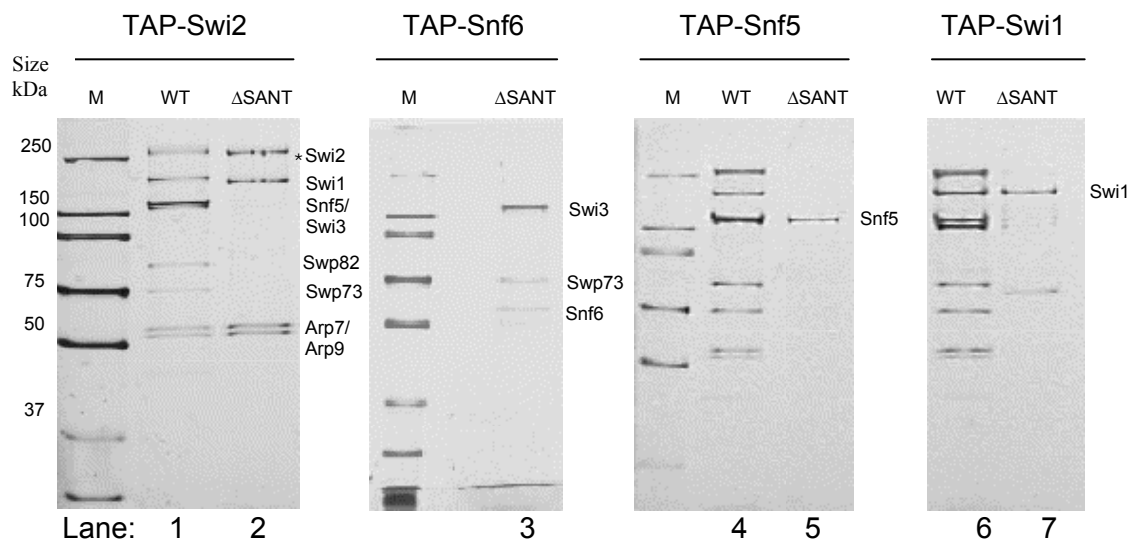 TAP-Swi2
TAP-Snf6
TAP-Snf5
TAP-Swi1
Size
kDa
M WT ΔSANT
M ΔSANT
M WT ΔSANT
WT ΔSANT
250
150
100
75
50
37
*Swi2
Swi1
Snf5/
Swi3
Swp82
Swp73
Arp7/
Arp9
Swi3
Swp73
Snf6
Snf5
Swi1
Lane: 1 2 3 4 5 6 7